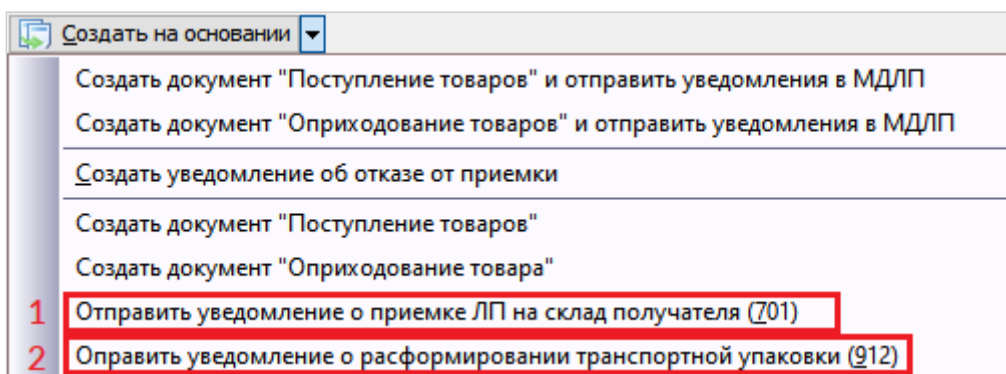 Создать на основании
Создать документ "Поступление товаров" и отправить уведомления в МДЛП
Создать документ "Оприходование товаров" и отправить уведомления в МДЛП
Создать уведомление об отказе от приемки
Создать документ "Поступление товаров"
Создать документ "Оприходование товара"
1 Отправить уведомление о приемке ЛП на склад получателя (701)
2 Оправить уведомление о расформировании транспортной упаковки (912)